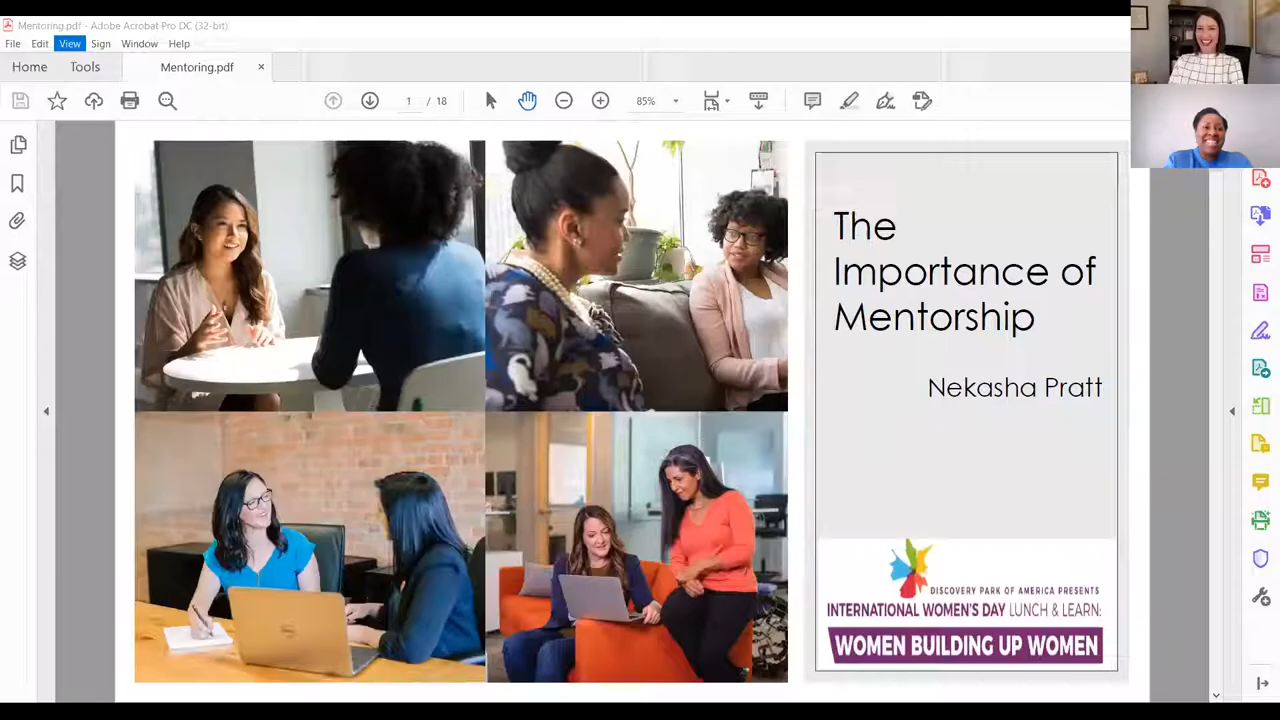 Mentoring.pdf - Adobe Acrobat Pro DC (32-bit)
File Edit View Sign Window Help
Home Tools Mentoring.pdf ×
1 / 18 85%
The
Importance of
Mentorship
Nekasha Pratt
DISCOVERY PARK OF AMERICA PRESENTS
INTERNATIONAL WOMEN'S DAY LUNCH & LEARN:
WOMEN BUILDING UP WOMEN